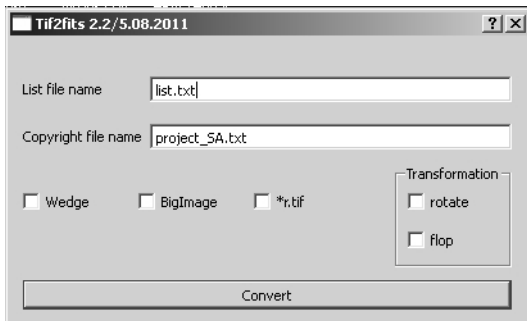 Tif2fits 2.2/5.08.2011
List file name list.txt
Copyright file name project_SA.txt
Transformation
Wedge BigImage *r.tif rotate
flop
Convert